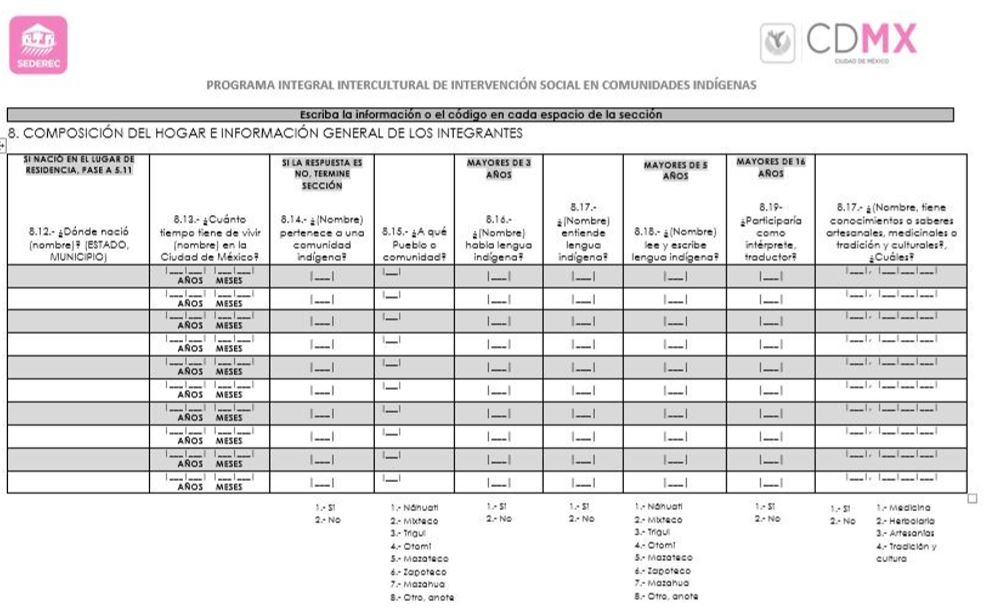 SEDEREC
CDMX
CIUDAD DE MÉXICO
PROGRAMA INTEGRAL INTERCULTURAL DE INTERVENCIÓN SOCIAL EN COMUNIDADES INDÍGENAS
Escriba la información o el código en cada espacio de la sección
8. COMPOSICIÓN DEL HOGAR E INFORMACIÓN GENERAL DE LOS INTEGRANTES
SI NACIÓ EN EL LUGAR DE
RESIDENCIA, PASE A 5.11
8.12.- ¿Dónde nació
(nombre)? (ESTADO,
MUNICIPIO)
8.13.- ¿Cuánto
tiempo tiene de vivir
(nombre) en la
Ciudad de México?
SI LA RESPUESTA ES
NO, TERMINE
SECCIÓN
8.14.- ¿(Nombre)
pertenece a una
comunidad
indígena?
8.15.- ¿A qué
Pueblo o
comunidad?
MAYORES DE 3
AÑOS
8.16.-
¿(Nombre)
habla lengua
indígena?
8.17.-
¿(Nombre)
entiende
lengua
indígena?
MAYORES DE 5
AÑOS
8.18.- ¿(Nombre)
lee y escribe
lengua indígena?
MAYORES DE 16
AÑOS
8.19-
¿Participaría
como
intérprete,
traductor?
8.17.- ¿(Nombre, tiene
conocimientos o saberes
artesanales, medicinales o
tradición y culturales?,
¿Cuáles?
AÑOS MESES
AÑOS MESES
AÑOS MESES
AÑOS MESES
AÑOS MESES
AÑOS MESES
AÑOS MESES
AÑOS MESES
AÑOS MESES
AÑOS MESES
1.- Sí
2.- No
1.- Náhuatl
2.- Mixteco
3.- Triqui
4.- Otomí
5.- Mazateco
6.- Zapoteco
7.- Mazahua
8.- Otro, anote
1.- Sí
2.- No
1.- Sí
2.- No
1.- Náhuatl
2.- Mixteco
3.- Triqui
4.- Otomí
5.- Mazateco
6.- Zapoteco
7.- Mazahua
8.- Otro, anote
1.- Sí
2.- No
1.- Sí
2.- No
1.- Medicina
2.- Herbolaria
3.- Artesanías
4.- Tradición y
cultura